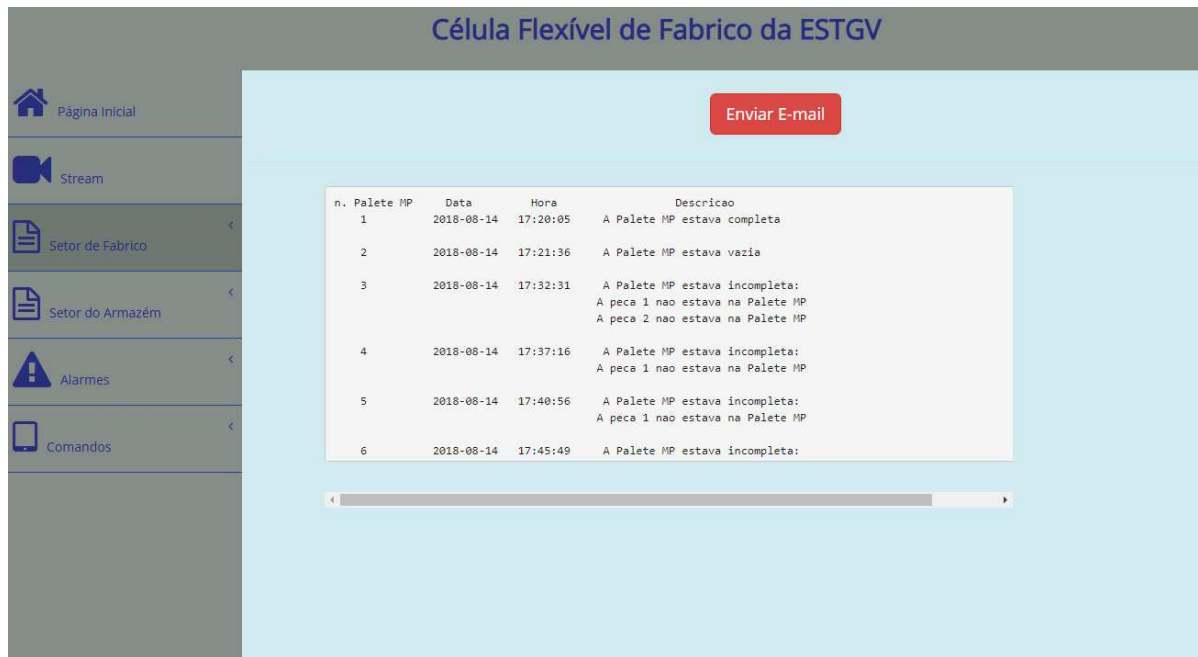 Célula Flexível de Fabrico da ESTGV
Página Inicial
Stream
Setor de Fabrico
Setor do Armazém
Alarmes
Comandos
Enviar E-mail
n. Palete MP Data Hora Descricao
1 2018-08-14 17:20:05 A Palete MP estava completa
2 2018-08-14 17:21:36 A Palete MP estava vazia
3 2018-08-14 17:32:31 A Palete MP estava incompleta:
A peca 1 nao estava na Palete MP
A peca 2 nao estava na Palete MP
4 2018-08-14 17:37:16 A Palete MP estava incompleta:
A peca 1 nao estava na Palete MP
5 2018-08-14 17:40:56 A Palete MP estava incompleta:
A peca 1 nao estava na Palete MP
6 2018-08-14 17:45:49 A Palete MP estava incompleta: